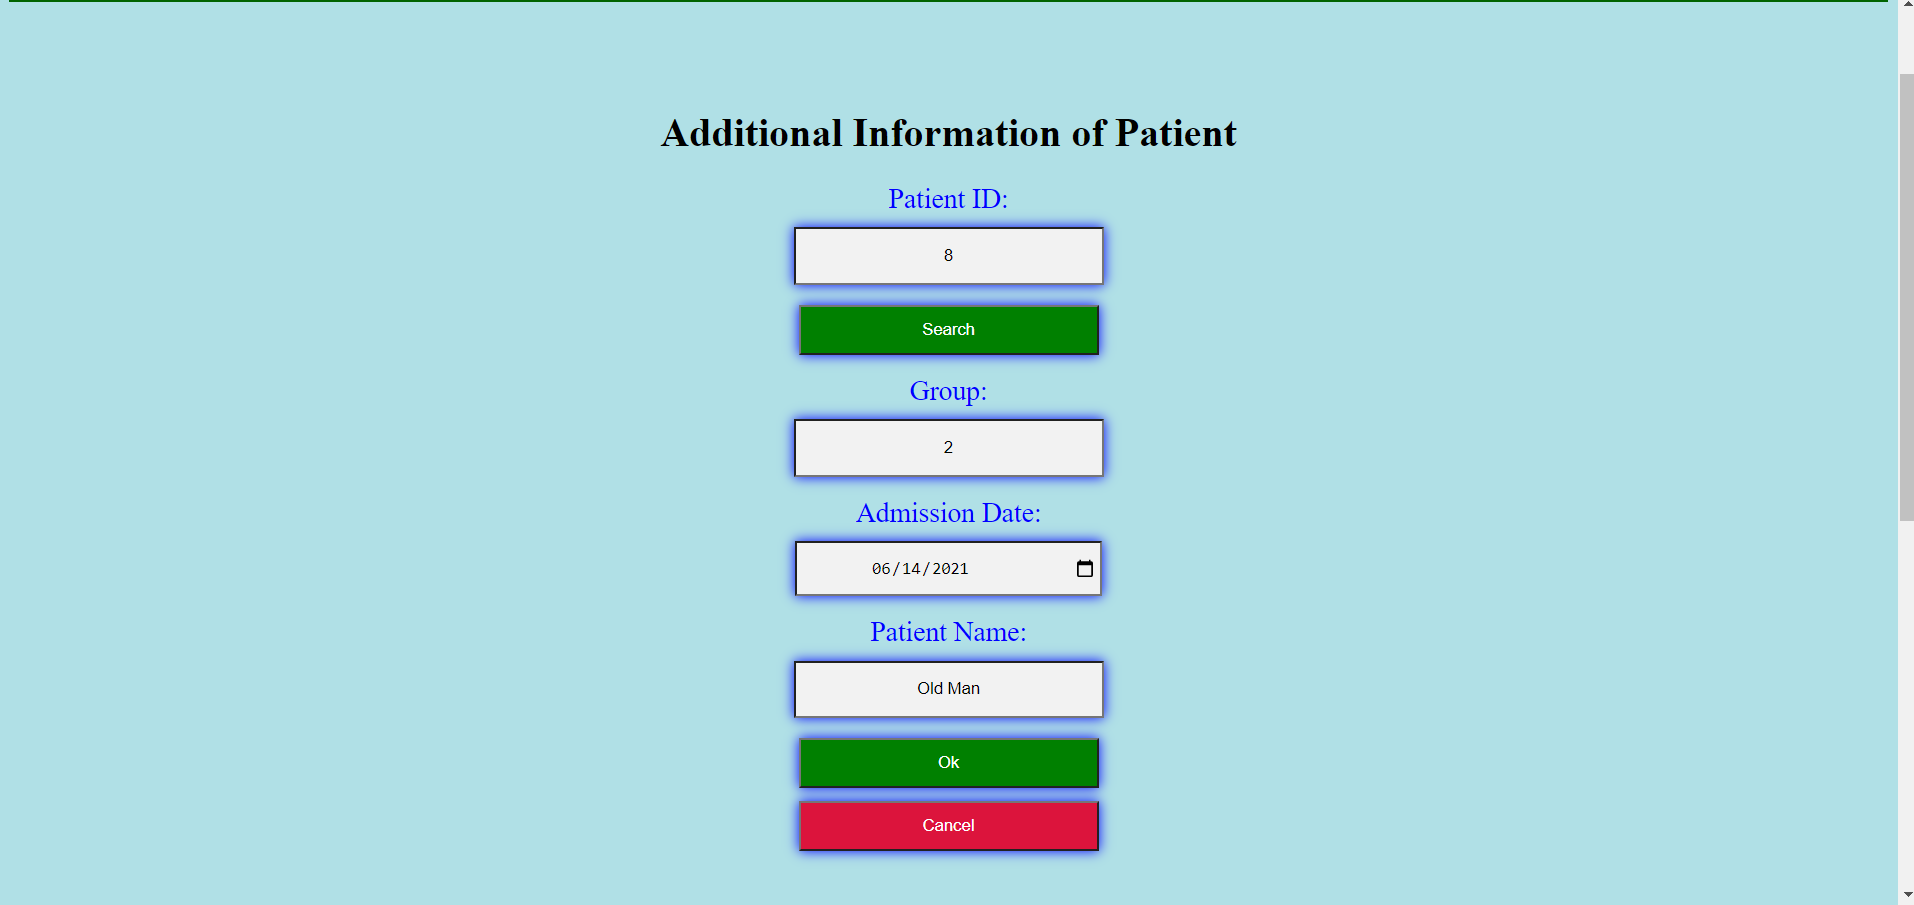 Additional Information of Patient
Patient ID:
8
Search
Group:
2
Admission Date:
06/14/2021
Patient Name:
Old Man
Ok
Cancel